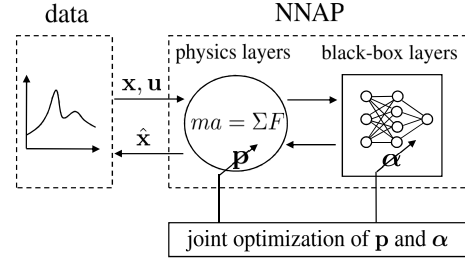 data
NNAP
physics layers
black-box layers
x, u
x̂
ma = ΣF
p
α
joint optimization of p and α